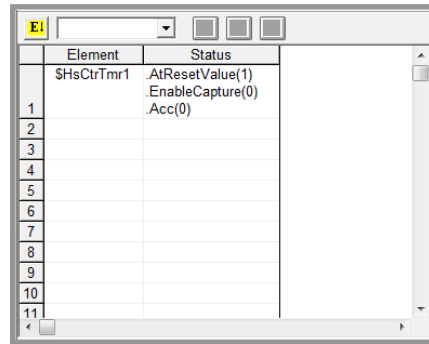 E↓
Element Status
$HsCtrTmr1 .AtResetValue(1)
.EnableCapture(0)
1 .Acc(0)
2
3
4
5
6
7
8
9
10
11